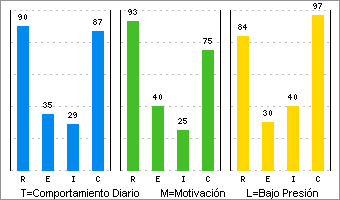 90 35 29 87 93 40 25 75 84 30 40 97
R E I C R E I C R E I C
T=Comportamiento Diario M=Motivación L=Bajo Presión